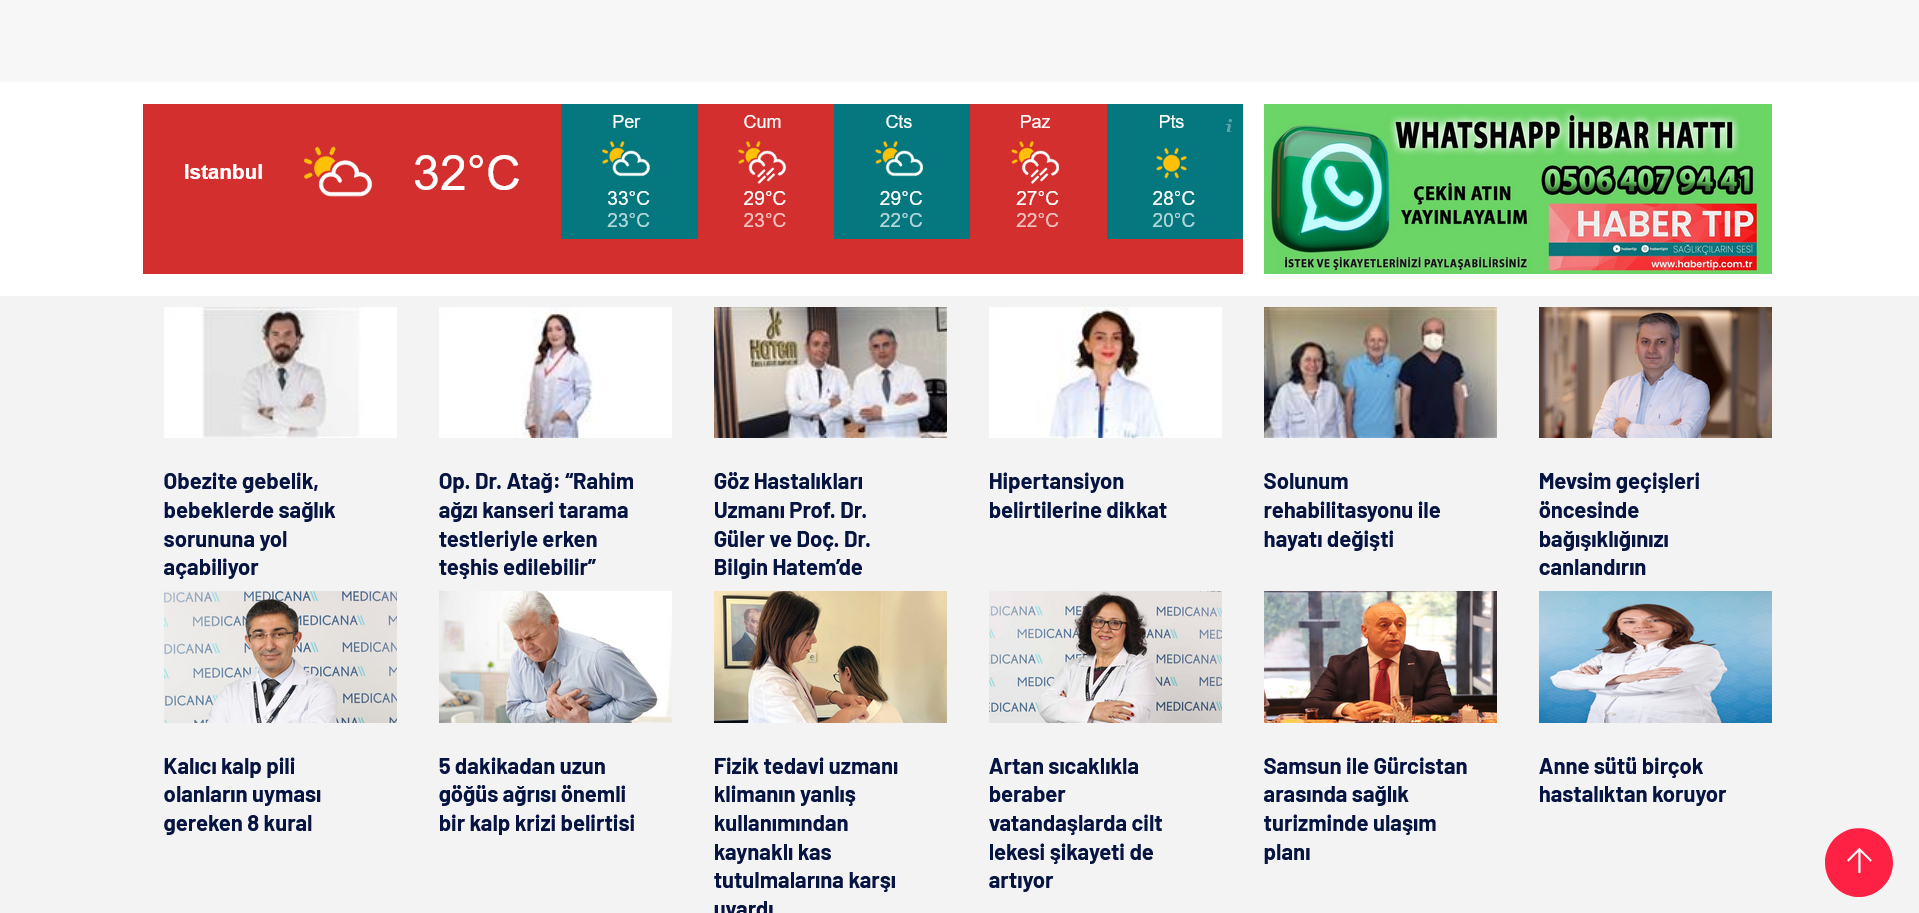 Istanbul
32°C
Per
33°C
23°C
Cum
29°C
23°C
Cts
29°C
22°C
Paz
27°C
22°C
Pts
28°C
20°C
WHATSHAPP İHBAR HATTI
0506 407 94 41
ÇEKİN ATIN
YAYINLAYALIM
HABER TIP
SAĞLIKÇILARIN SESİ
www.habertip.com.tr
İSTEK VE ŞİKAYETLERİNİZİ PAYLAŞABİLİRSİNİZ
HATEM
Obezite gebelik,
bebeklerde sağlık
sorununa yol
açabiliyor
Op. Dr. Atağ: “Rahim
ağzı kanseri tarama
testleriyle erken
teşhis edilebilir”
Göz Hastalıkları
Uzmanı Prof. Dr.
Güler ve Doç. Dr.
Bilgin Hatem’de
Hipertansiyon
belirtilerine dikkat
Solunum
rehabilitasyonu ile
hayatı değişti
Mevsim geçişleri
öncesinde
bağışıklığınızı
canlandırın
MEDICANA
MEDICANA
Kalıcı kalp pili
olanların uyması
gereken 8 kural
5 dakikadan uzun
göğüs ağrısı önemli
bir kalp krizi belirtisi
Fizik tedavi uzmanı
klimanın yanlış
kullanımından
kaynaklı kas
tutulmalarına karşı
uyardı
Artan sıcaklıkla
beraber
vatandaşlarda cilt
lekesi şikayeti de
artıyor
Samsun ile Gürcistan
arasında sağlık
turizminde ulaşım
planı
Anne sütü birçok
hastalıktan koruyor